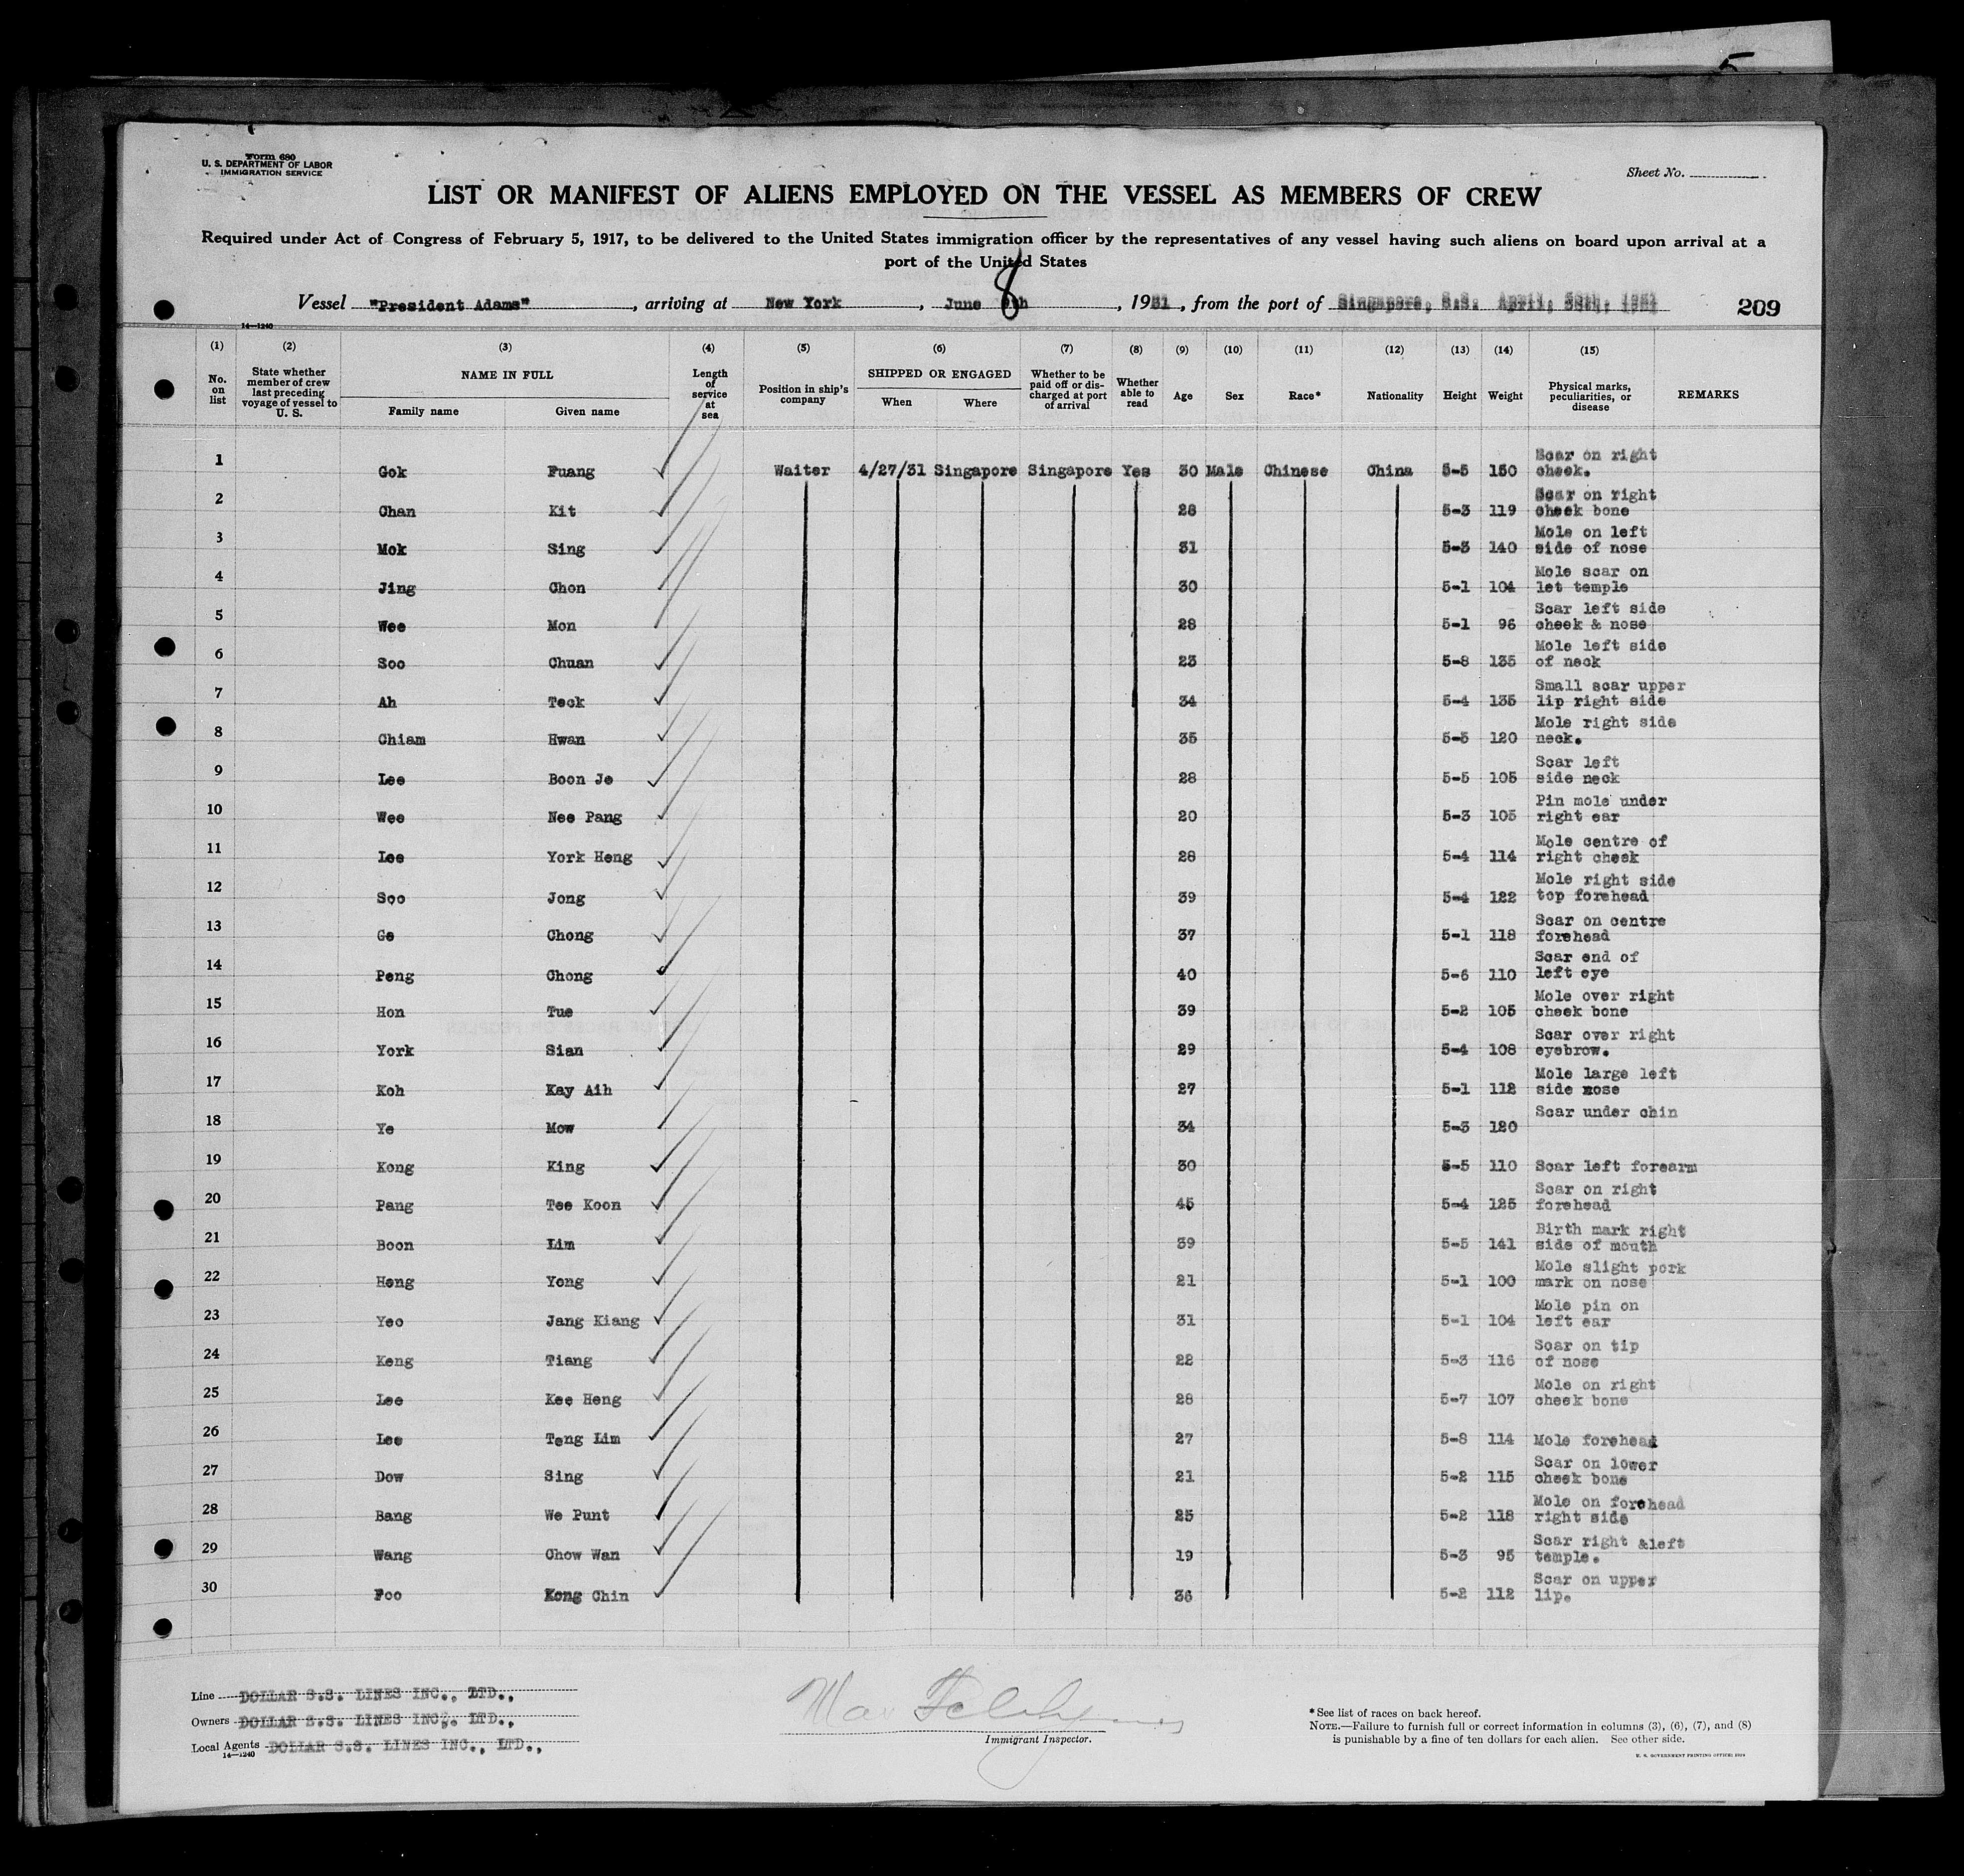 5
Form 680
U. S. DEPARTMENT OF LABOR
IMMIGRATION SERVICE
Sheet No.
LIST OR MANIFEST OF ALIENS EMPLOYED ON THE VESSEL AS MEMBERS OF CREW
Required under Act of Congress of February 5, 1917, to be delivered to the United States immigration officer by the representatives of any vessel having such aliens on board upon arrival at a
port of the United States
Vessel "President Adams", arriving at New York, June 8 th, 1931, from the port of Singapore, S.S. April, 1931 209
14—1240
(1) (2) (3) (4) (5) (6) (7) (8) (9) (10) (11) (12) (13) (14) (15)
No. on list State whether member of crew last preceding voyage of vessel to U. S. NAME IN FULL Family name Given name Length of service at sea Position in ship's company SHIPPED OR ENGAGED When Where Whether to be paid off or discharged at port of arrival Whether able to read Age Sex Race* Nationality Height Weight Physical marks, peculiarities, or disease REMARKS
1 Gok Fuang Waiter 4/27/31 Singapore Singapore Yes 30 Male Chinese China 5-5 150 Scar on right cheek.
2 Chan Kit 28 5-3 119 Scar on right cheek bone
3 Mok Sing 31 5-3 140 Mole on left side of nose
4 Jing Chon 30 5-1 104 Mole scar on let temple
5 Wee Mon 28 5-1 96 Scar left side cheek & nose
6 Soo Chuan 23 5-8 135 Mole left side of neck
7 Ah Teck 34 5-4 135 Small scar upper lip right side
8 Chiam Hwan 35 5-5 120 Mole right side neck.
9 Lee Boon Je 28 5-5 105 Scar left side neck
10 Wee Nee Pang 20 5-3 105 Pin mole under right ear
11 Lee York Heng 28 5-4 114 Mole centre of right cheek
12 Soo Jong 39 5-4 122 Mole right side top forehead
13 Ge Chong 37 5-1 118 Scar on centre forehead
14 Peng Chong 40 5-6 110 Scar end of left eye
15 Hon Tue 39 5-2 105 Mole over right cheek bone
16 York Sian 29 5-4 108 Scar over right eyebrow.
17 Koh Kay Aih 27 5-1 112 Mole large left side nose
18 Ye Mow 34 5-3 120 Scar under chin
19 Kong King 30 5-5 110 Scar left forearm
20 Pang Tee Koon 45 5-4 125 Scar on right forehead
21 Boon Lim 39 5-5 141 Birth mark right side of mouth
22 Heng Yong 21 5-1 100 Mole slight pork mark on nose
23 Yeo Jang Kiang 31 5-1 104 Mole pin on left ear
24 Keng Tiang 22 5-3 116 Scar on tip of nose
25 Lee Kee Heng 28 5-7 107 Mole on right cheek bone
26 Lee Teng Lim 27 5-8 114 Mole forehead
27 Dow Sing 21 5-2 115 Scar on lower cheek bone
28 Bang We Punt 25 5-2 118 Mole on forehead right side
29 Wang Chow Wan 19 5-3 95 Scar right &left temple.
30 Foo Kong Chin 36 5-2 112 Scar on upper lip.
Line DOLLAR S.S. LINES INC., LTD.,
Owners DOLLAR S.S. LINES INC., LTD.,
Local Agents DOLLAR S.S. LINES INC., LTD.,
14—1240
Max
Immigrant Inspector.
*See list of races on back hereof.
NOTE.—Failure to furnish full or correct information in columns (3), (6), (7), and (8)
is punishable by a fine of ten dollars for each alien. See other side.
U. S. GOVERNMENT PRINTING OFFICE: